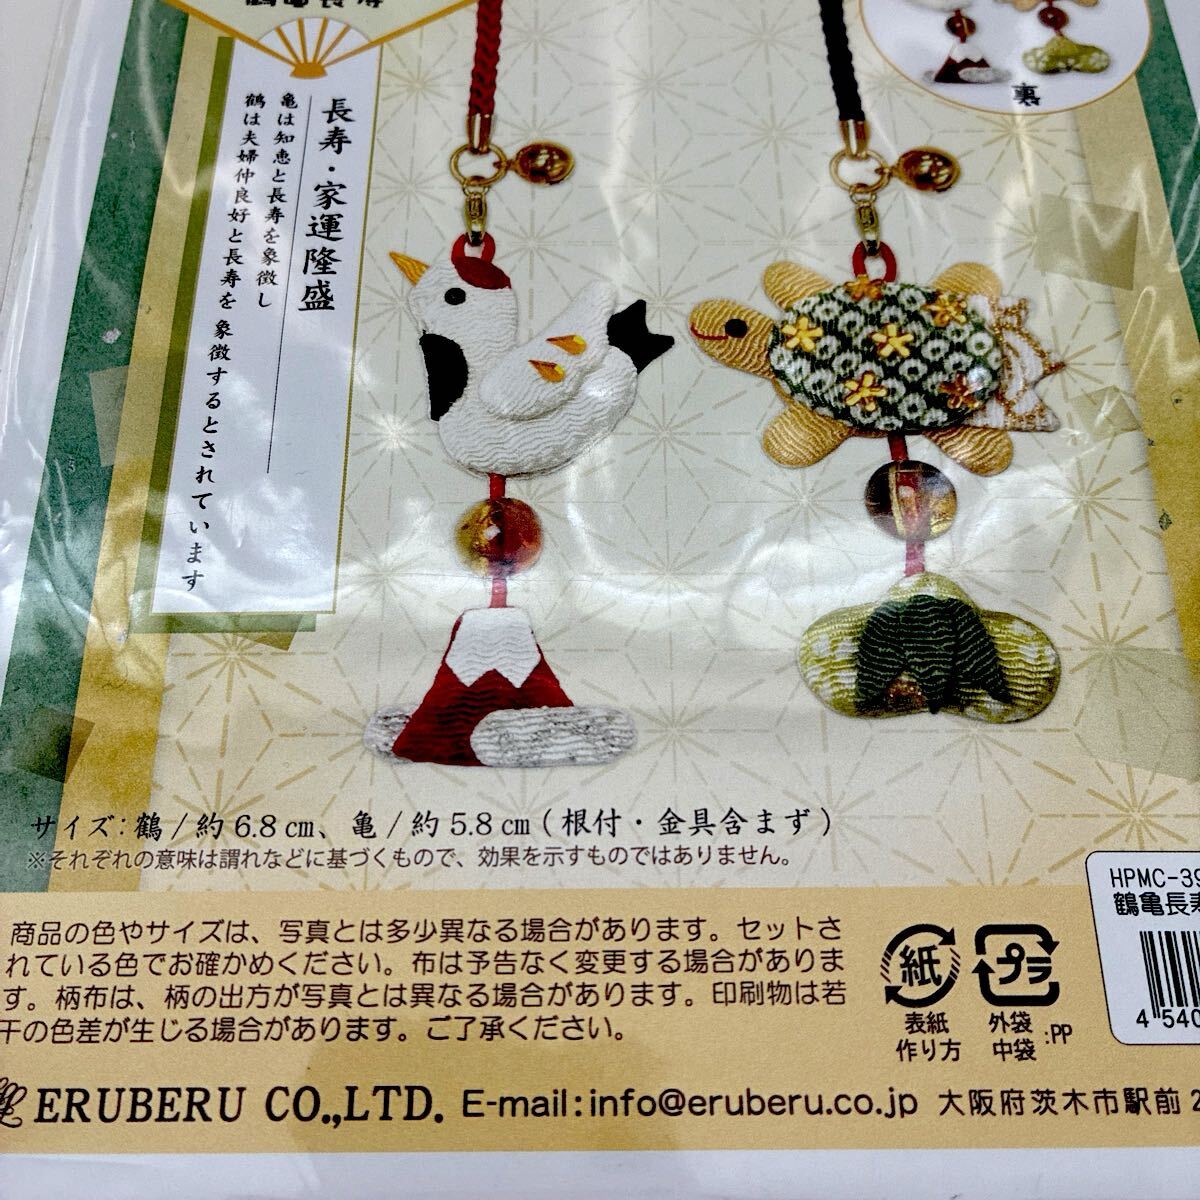 鶴亀長寿
長寿・家運隆盛
亀は知恵と長寿を象徴し
鶴は夫婦仲良好と長寿を象徴するとされています
裏
サイズ:鶴/約6.8㎝、亀/約5.8㎝(根付・金具含まず)
※それぞれの意味は謂れなどに基づくもので、効果を示すものではありません。
商品の色やサイズは、写真とは多少異なる場合があります。セットさ
れている色でお確かめください。布は予告なく変更する場合がありま
す。柄布は、柄の出方が写真とは異なる場合があります。印刷物は若
干の色差が生じる場合があります。ご了承ください。
紙
プラ
表紙
作り方
外袋
中袋
:PP
HPMC-39
鶴亀長寿
4 540
ERUBERU CO.,LTD. E-mail:info@eruberu.co.jp 大阪府茨木市駅前2